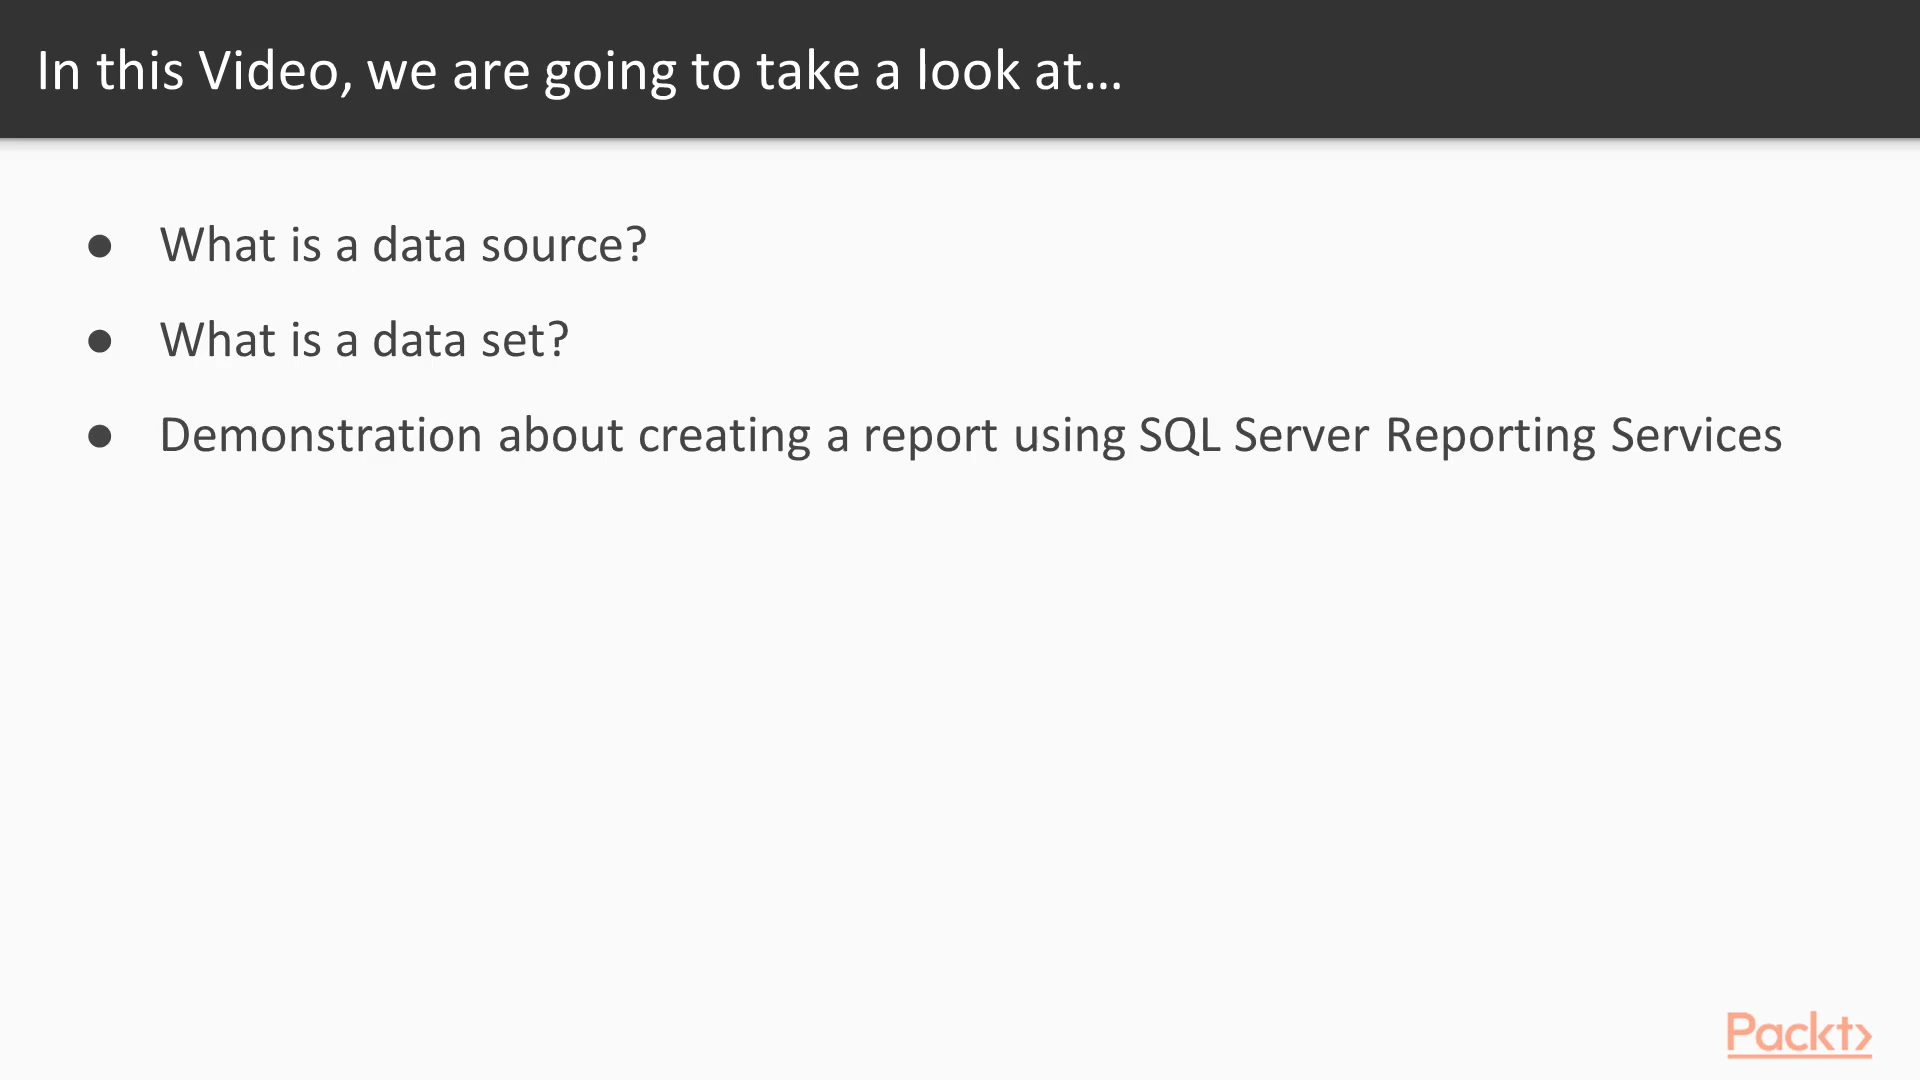 In this Video, we are going to take a look at…
● What is a data source?
● What is a data set?
● Demonstration about creating a report using SQL Server Reporting Services
Packt>